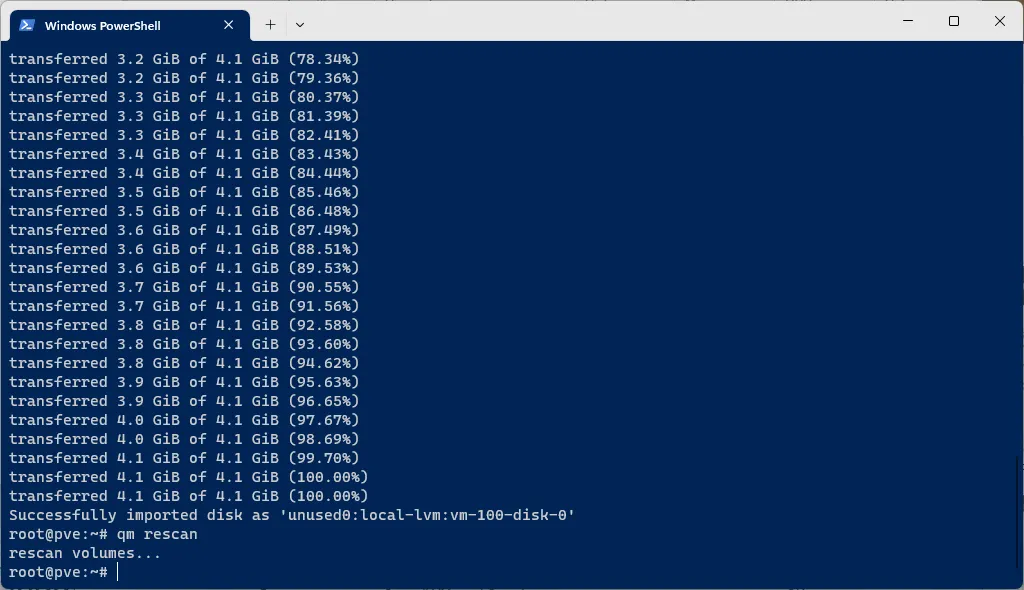 Windows PowerShell
transferred 3.2 GiB of 4.1 GiB (78.34%)
transferred 3.2 GiB of 4.1 GiB (79.36%)
transferred 3.3 GiB of 4.1 GiB (80.37%)
transferred 3.3 GiB of 4.1 GiB (81.39%)
transferred 3.3 GiB of 4.1 GiB (82.41%)
transferred 3.4 GiB of 4.1 GiB (83.43%)
transferred 3.4 GiB of 4.1 GiB (84.44%)
transferred 3.5 GiB of 4.1 GiB (85.46%)
transferred 3.5 GiB of 4.1 GiB (86.48%)
transferred 3.6 GiB of 4.1 GiB (87.49%)
transferred 3.6 GiB of 4.1 GiB (88.51%)
transferred 3.6 GiB of 4.1 GiB (89.53%)
transferred 3.7 GiB of 4.1 GiB (90.55%)
transferred 3.7 GiB of 4.1 GiB (91.56%)
transferred 3.8 GiB of 4.1 GiB (92.58%)
transferred 3.8 GiB of 4.1 GiB (93.60%)
transferred 3.8 GiB of 4.1 GiB (94.62%)
transferred 3.9 GiB of 4.1 GiB (95.63%)
transferred 3.9 GiB of 4.1 GiB (96.65%)
transferred 4.0 GiB of 4.1 GiB (97.67%)
transferred 4.0 GiB of 4.1 GiB (98.69%)
transferred 4.1 GiB of 4.1 GiB (99.70%)
transferred 4.1 GiB of 4.1 GiB (100.00%)
transferred 4.1 GiB of 4.1 GiB (100.00%)
Successfully imported disk as 'unused0:local-lvm:vm-100-disk-0'
root@pve:~# qm rescan
rescan volumes...
root@pve:~#